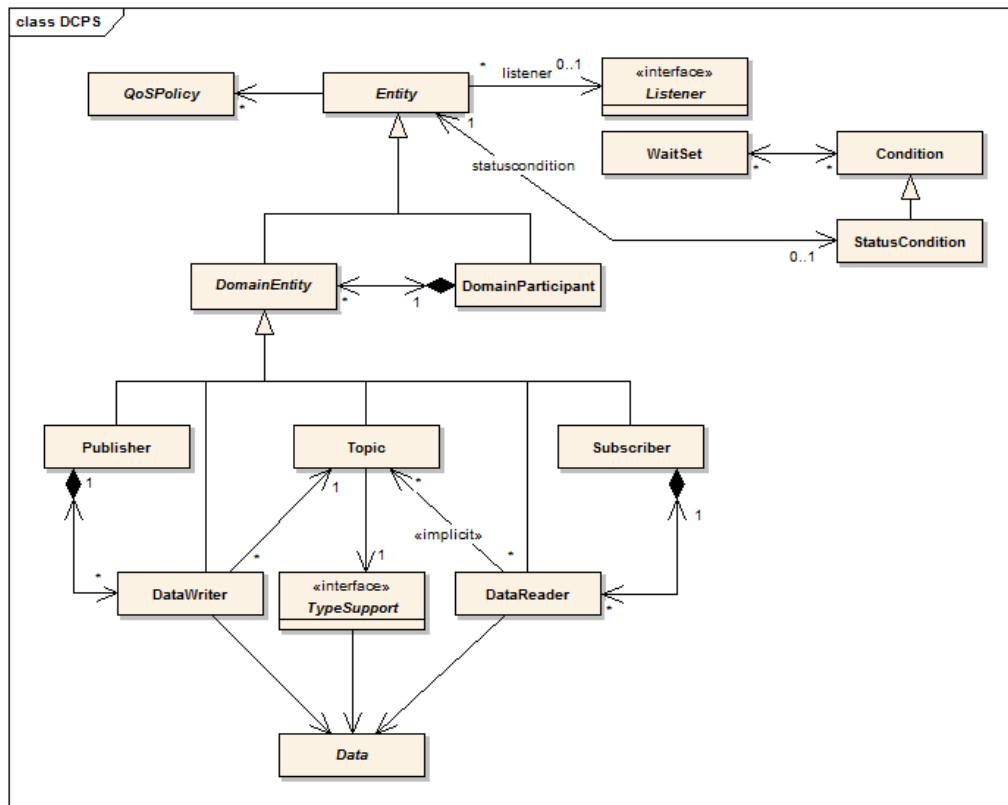 class DCPS
QoSPolicy
*
Entity
1
*
listener
0..1
«interface»
Listener
WaitSet
*
*
Condition
statuscondition
StatusCondition
0..1
DomainEntity
*
1
DomainParticipant
Publisher
1
Topic
1
*
Subscriber
1
«implicit»
*
*
1
*
*
DataWriter
«interface»
TypeSupport
DataReader
Data